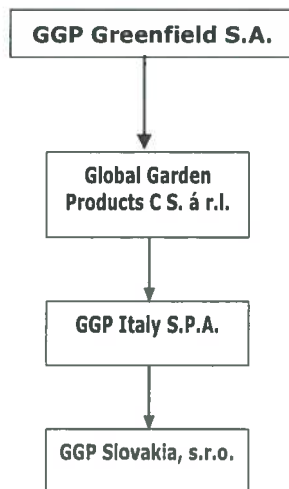 GGP Greenfield S.A.
Global Garden
Products C S. á r.l.
GGP Italy S.P.A.
GGP Slovakia, s.r.o.